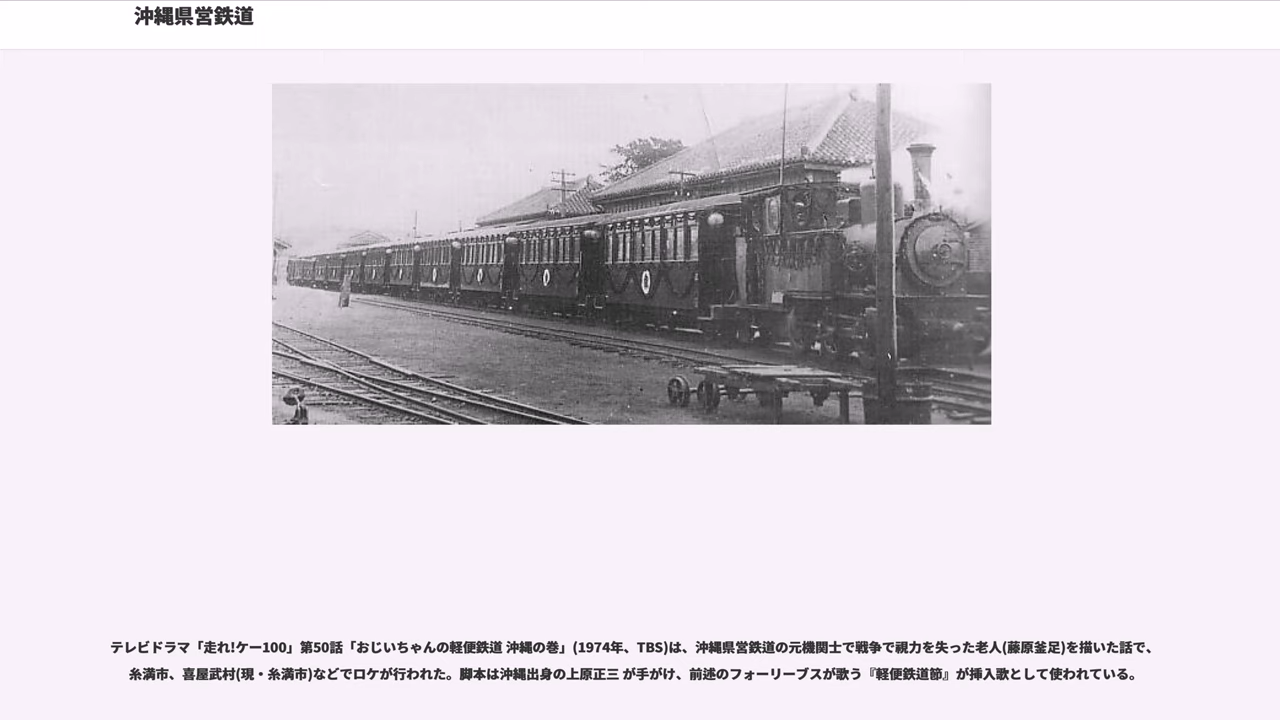 沖縄県営鉄道
テレビドラマ「走れ!ケー100」第50話「おじいちゃんの軽便鉄道 沖縄の巻」(1974年、TBS)は、沖縄県営鉄道の元機関士で戦争で視力を失った老人(藤原釜足)を描いた話で、
糸満市、喜屋武村(現・糸満市)などでロケが行われた。脚本は沖縄出身の上原正三 が手がけ、前述のフォーリーブスが歌う『軽便鉄道節』が挿入歌として使われている。